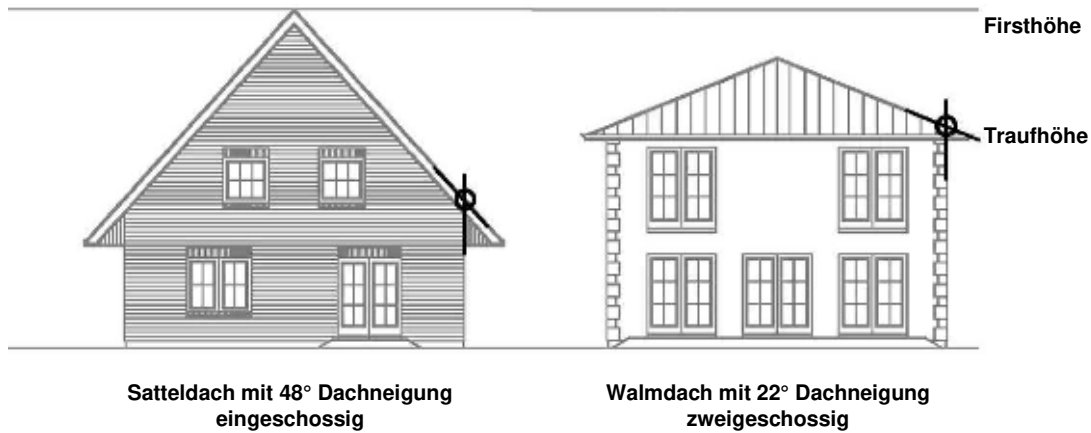 Firsthöhe
Traufhöhe
Satteldach mit 48° Dachneigung
eingeschossig
Walmdach mit 22° Dachneigung
zweigeschossig